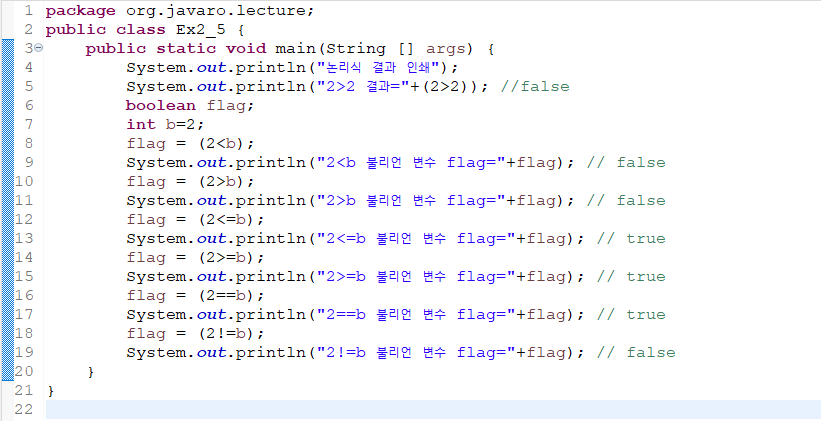 1 package org.javaro.lecture;
2 public class Ex2_5 {
3 public static void main(String [] args) {
4 System.out.println("논리식 결과 인쇄");
5 System.out.println("2>2 결과="+(2>2)); //false
6 boolean flag;
7 int b=2;
8 flag = (2<b);
9 System.out.println("2<b 불리언 변수 flag="+flag); // false
10 flag = (2>b);
11 System.out.println("2>b 불리언 변수 flag="+flag); // false
12 flag = (2<=b);
13 System.out.println("2<=b 불리언 변수 flag="+flag); // true
14 flag = (2>=b);
15 System.out.println("2>=b 불리언 변수 flag="+flag); // true
16 flag = (2==b);
17 System.out.println("2==b 불리언 변수 flag="+flag); // true
18 flag = (2!=b);
19 System.out.println("2!=b 불리언 변수 flag="+flag); // false
20 }
21 }
22